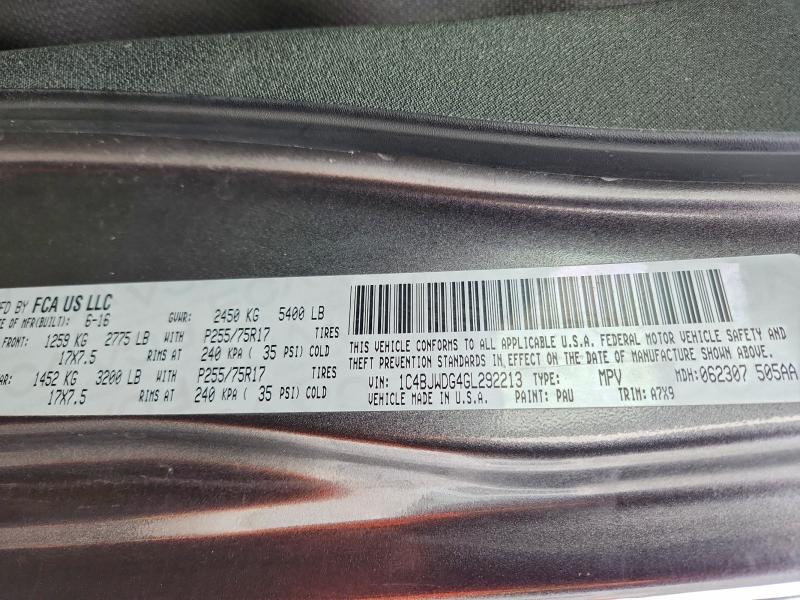 FD BY FCA US LLC
E OF MFR(BUILT): 6-16 GVWR: 2450 KG 5400 LB
FRONT: 1259 KG 2775 LB WITH P255/75R17 TIRES
17X7.5 RIMS AT 240 KPA ( 35 PSI) COLD
AR: 1452 KG 3200 LB WITH P255/75R17 TIRES
17X7.5 RIMS AT 240 KPA ( 35 PSI) COLD
THIS VEHICLE CONFORMS TO ALL APPLICABLE U.S.A. FEDERAL MOTOR VEHICLE SAFETY AND
THEFT PREVENTION STANDARDS IN EFFECT ON THE DATE OF MANUFACTURE SHOWN ABOVE.
VIN: 1C4BJWDG4GL292213 TYPE: MPV MDH: 062307 505AA
VEHICLE MADE IN U.S.A. PAINT: PAU TRIM: A7X9